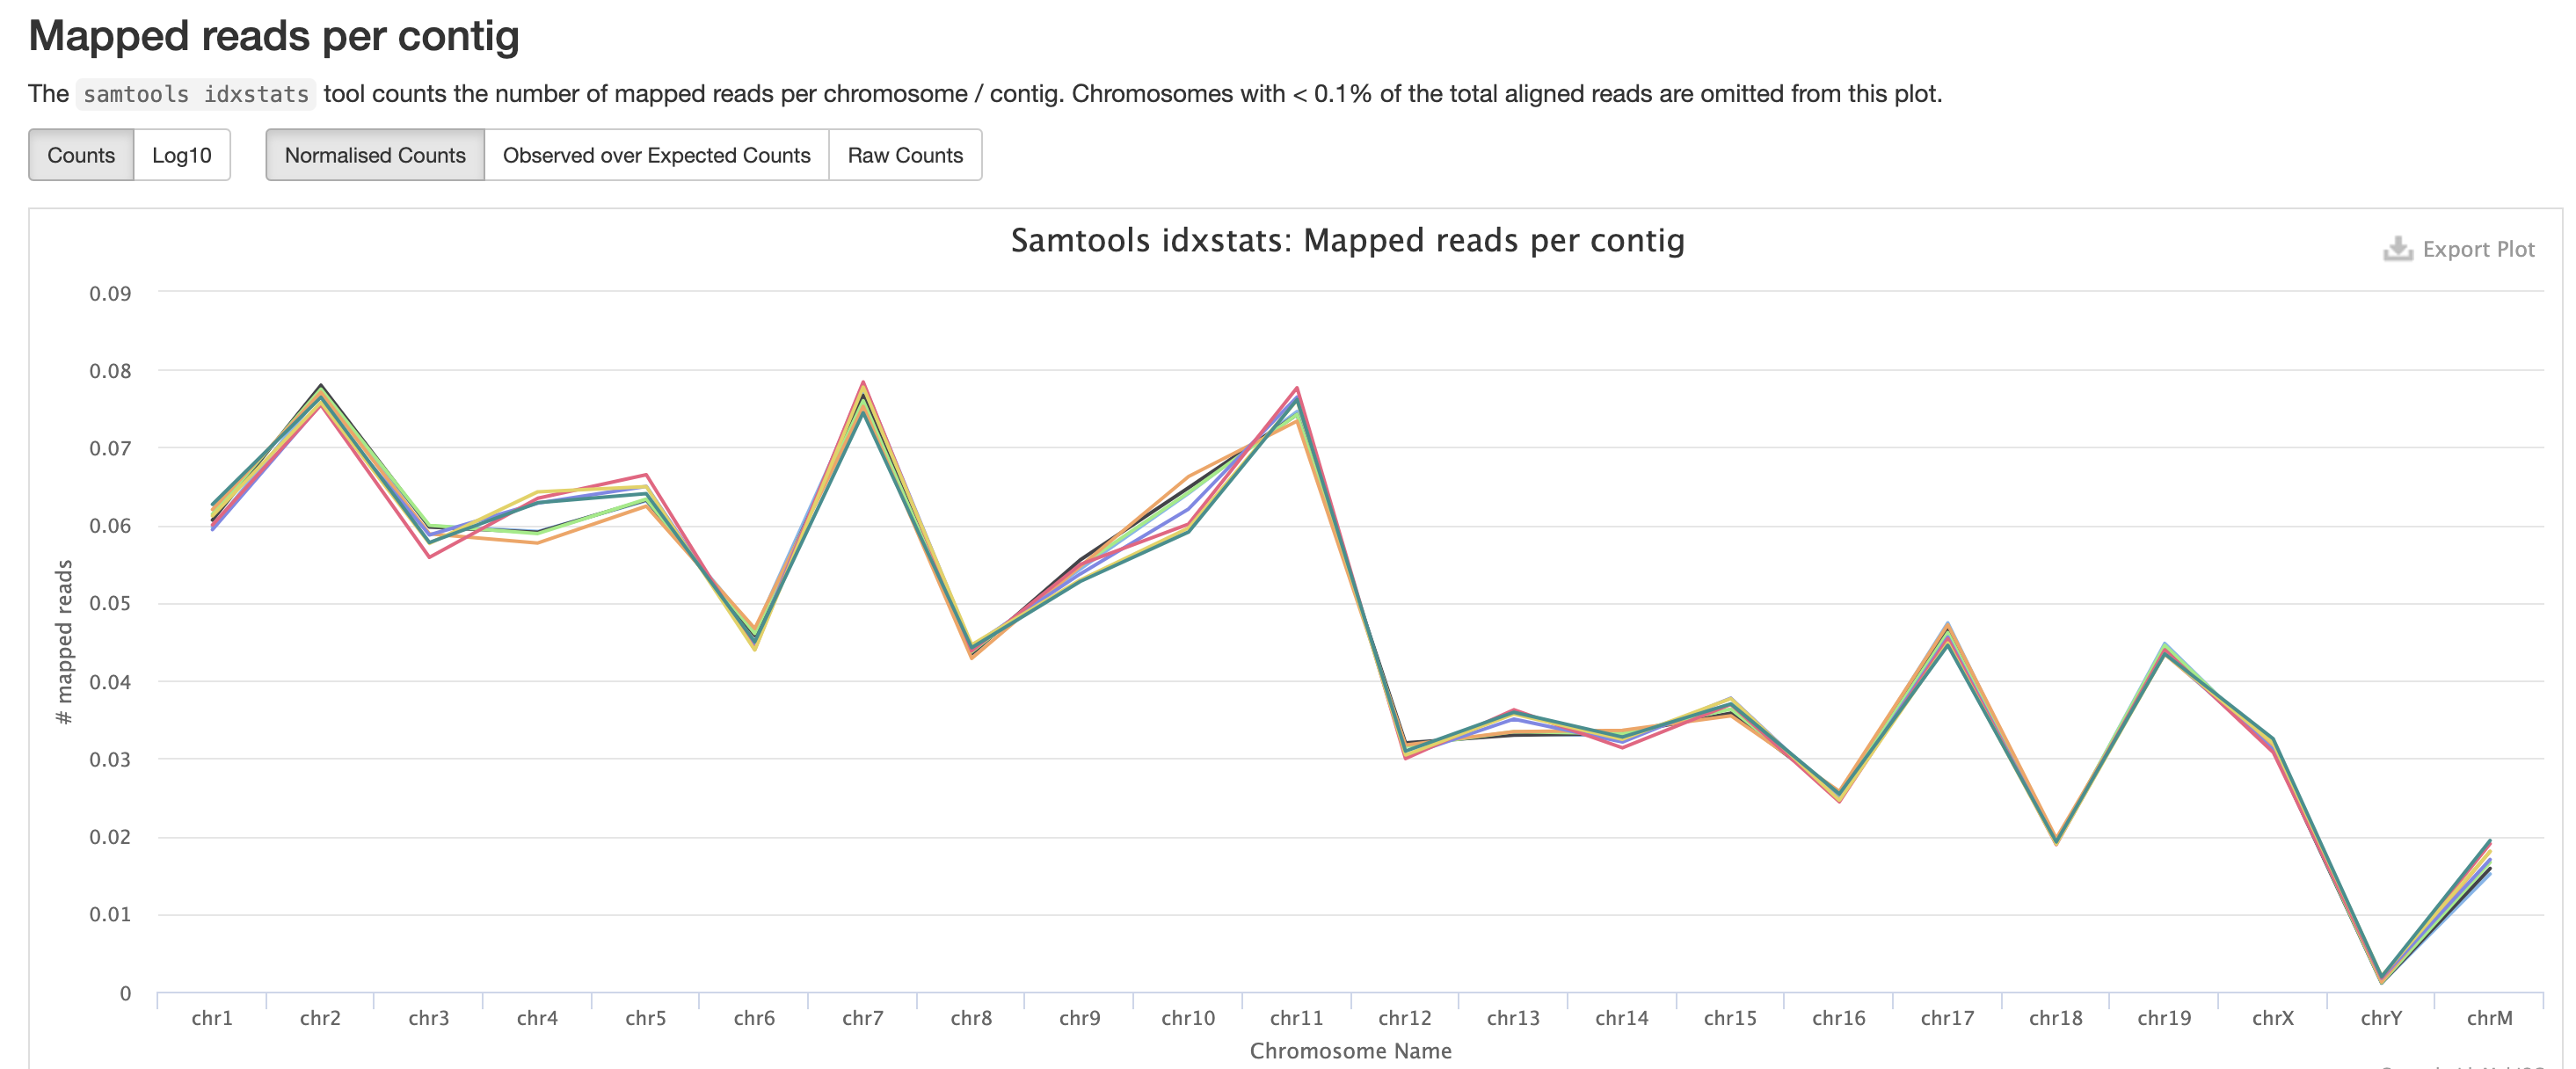 Mapped reads per contig
The samtools idxstats tool counts the number of mapped reads per chromosome / contig. Chromosomes with < 0.1% of the total aligned reads are omitted from this plot.
Counts Log10 Normalised Counts Observed over Expected Counts Raw Counts
Samtools idxstats: Mapped reads per contig
Export Plot
# mapped reads
0.09
0.08
0.07
0.06
0.05
0.04
0.03
0.02
0.01
0
chr1 chr2 chr3 chr4 chr5 chr6 chr7 chr8 chr9 chr10 chr11 chr12 chr13 chr14 chr15 chr16 chr17 chr18 chr19 chrX chrY chrM
Chromosome Name